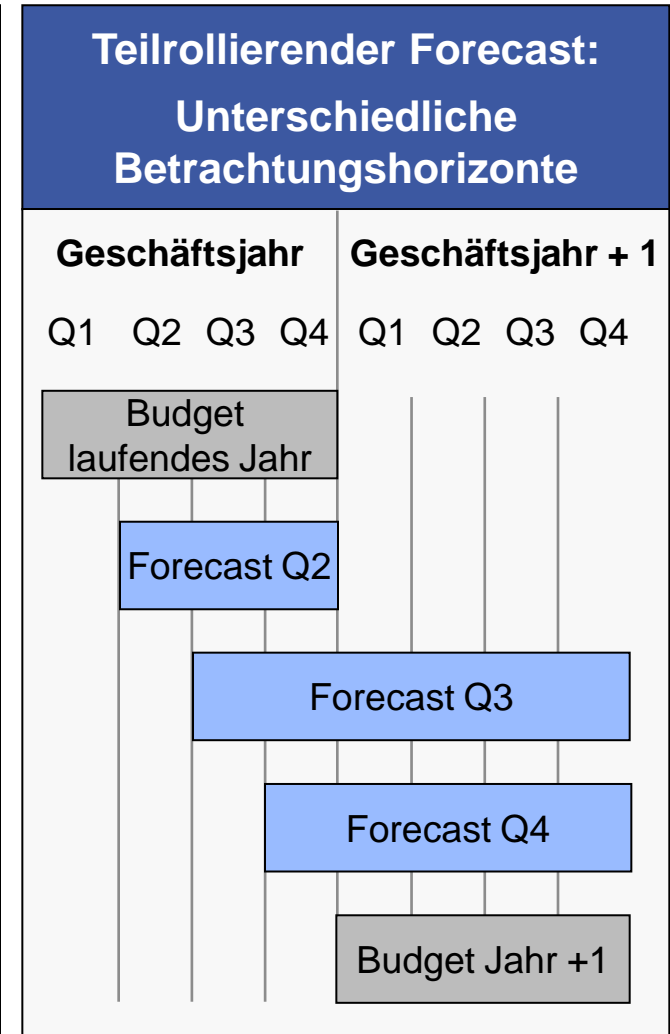 Teilrollierender Forecast:
Unterschiedliche
Betrachtungshorizonte
Geschäftsjahr
Geschäftsjahr + 1
Q1 Q2 Q3 Q4 Q1 Q2 Q3 Q4
Budget
laufendes Jahr
Forecast Q2
Forecast Q3
Forecast Q4
Budget Jahr +1